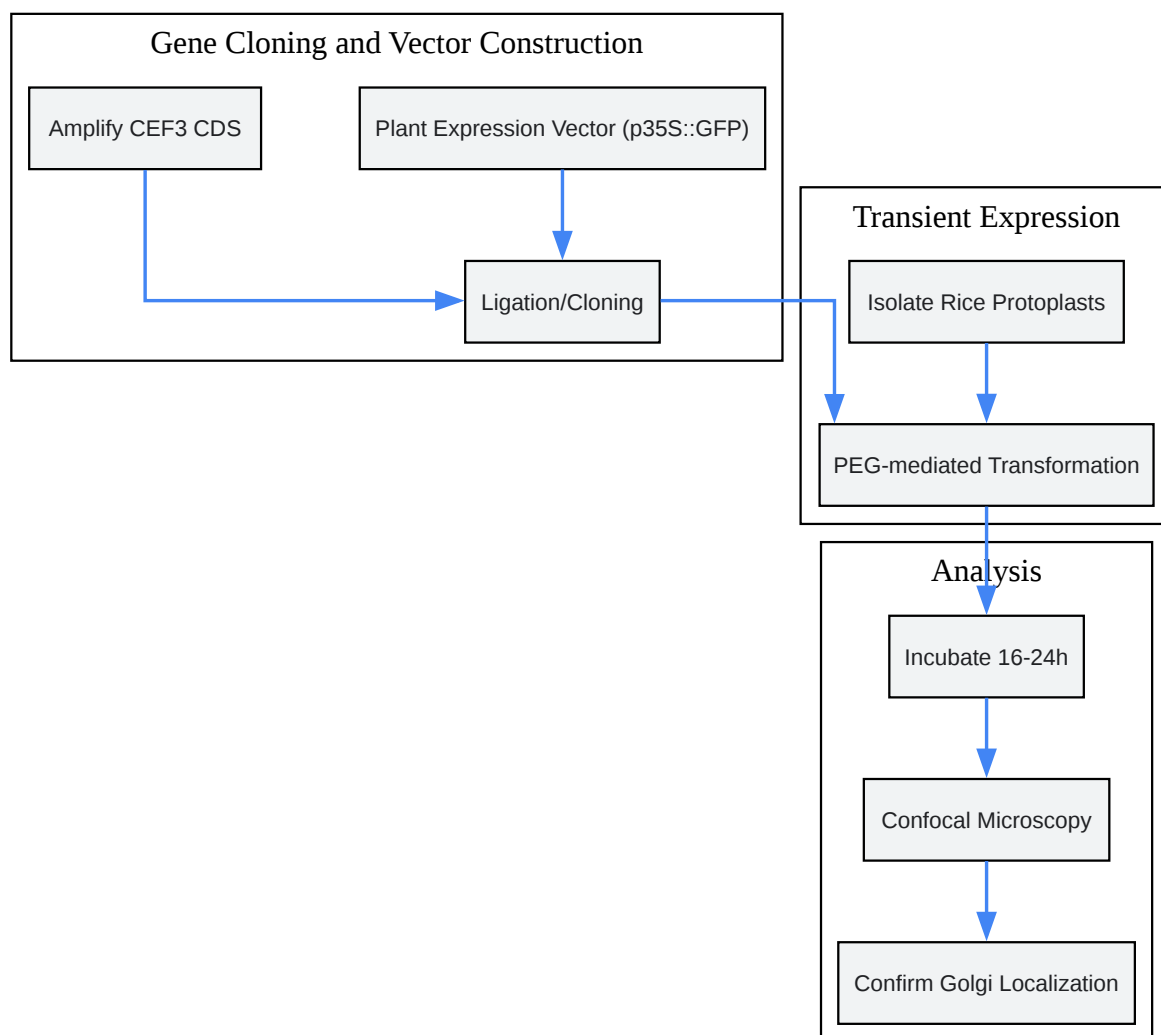 Gene Cloning and Vector Construction
Amplify CEF3 CDS
Plant Expression Vector (p35S::GFP)
Ligation/Cloning
Transient Expression
Isolate Rice Protoplasts
PEG-mediated Transformation
Analysis
Incubate 16-24h
Confocal Microscopy
Confirm Golgi Localization